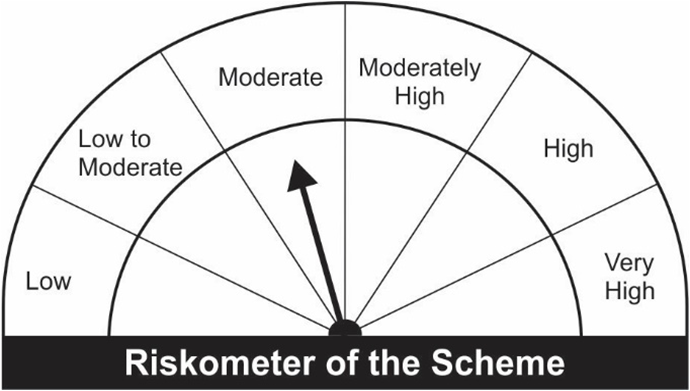 Low
Low to
Moderate
Moderate
Moderately
High
High
Very
High
Riskometer of the Scheme